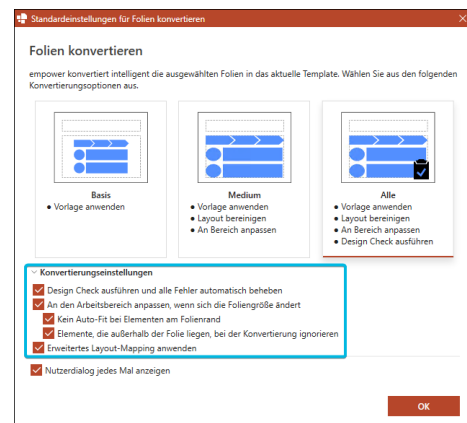 Standardeinstellungen für Folien konvertieren
Folien konvertieren
empower konvertiert intelligent die ausgewählten Folien in das aktuelle Template. Wählen Sie aus den folgenden
Konvertierungsoptionen aus.
Basis
• Vorlage anwenden
Medium
• Vorlage anwenden
• Layout bereinigen
• An Bereich anpassen
Alle
• Vorlage anwenden
• Layout bereinigen
• An Bereich anpassen
• Design Check ausführen
Konvertierungseinstellungen
Design Check ausführen und alle Fehler automatisch beheben
An den Arbeitsbereich anpassen, wenn sich die Foliengröße ändert
Kein Auto-Fit bei Elementen am Folienrand
Elemente, die außerhalb der Folie liegen, bei der Konvertierung ignorieren
Erweitertes Layout-Mapping anwenden
Nutzerdialog jedes Mal anzeigen
OK